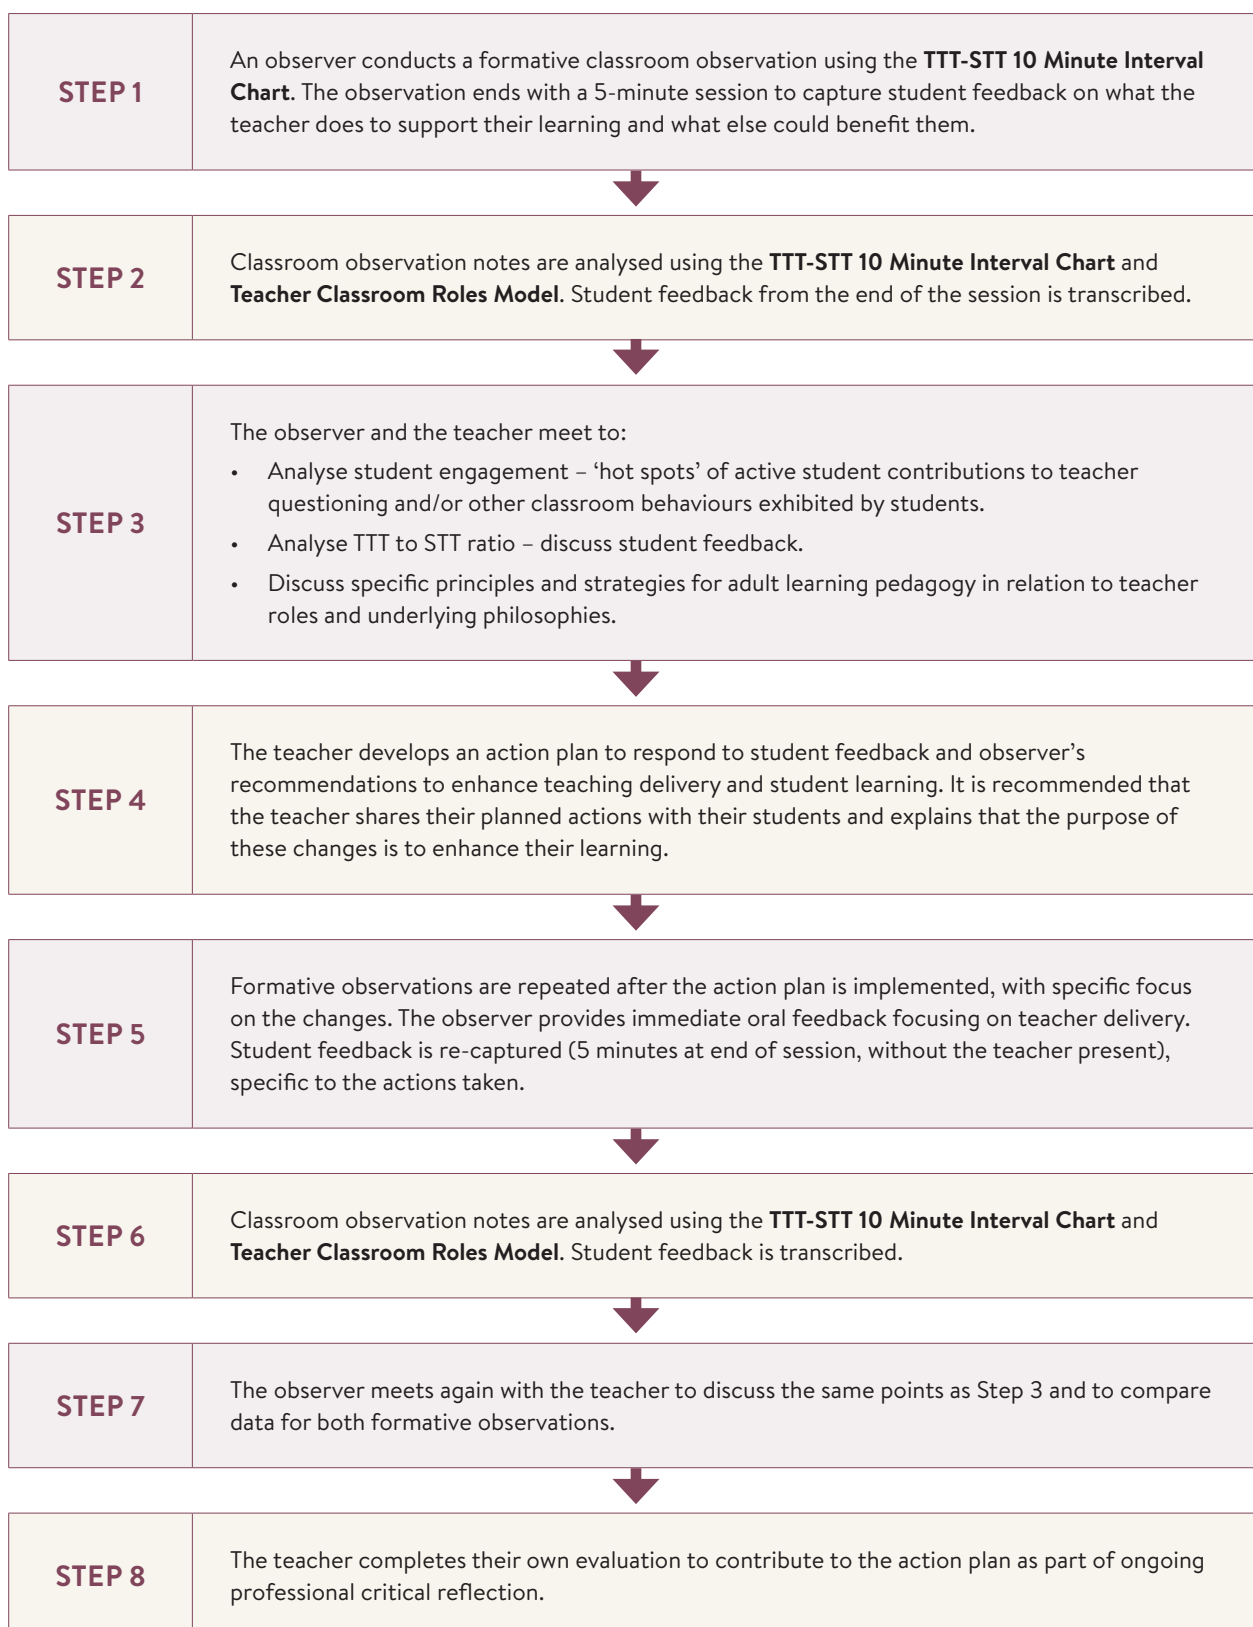 STEP 1
An observer conducts a formative classroom observation using the TTT-STT 10 Minute Interval
Chart. The observation ends with a 5-minute session to capture student feedback on what the
teacher does to support their learning and what else could benefit them.
STEP 2
Classroom observation notes are analysed using the TTT-STT 10 Minute Interval Chart and
Teacher Classroom Roles Model. Student feedback from the end of the session is transcribed.
STEP 3
The observer and the teacher meet to:
• Analyse student engagement – ‘hot spots’ of active student contributions to teacher
questioning and/or other classroom behaviours exhibited by students.
• Analyse TTT to STT ratio – discuss student feedback.
• Discuss specific principles and strategies for adult learning pedagogy in relation to teacher
roles and underlying philosophies.
STEP 4
The teacher develops an action plan to respond to student feedback and observer’s
recommendations to enhance teaching delivery and student learning. It is recommended that
the teacher shares their planned actions with their students and explains that the purpose of
these changes is to enhance their learning.
STEP 5
Formative observations are repeated after the action plan is implemented, with specific focus
on the changes. The observer provides immediate oral feedback focusing on teacher delivery.
Student feedback is re-captured (5 minutes at end of session, without the teacher present),
specific to the actions taken.
STEP 6
Classroom observation notes are analysed using the TTT-STT 10 Minute Interval Chart and
Teacher Classroom Roles Model. Student feedback is transcribed.
STEP 7
The observer meets again with the teacher to discuss the same points as Step 3 and to compare
data for both formative observations.
STEP 8
The teacher completes their own evaluation to contribute to the action plan as part of ongoing
professional critical reflection.